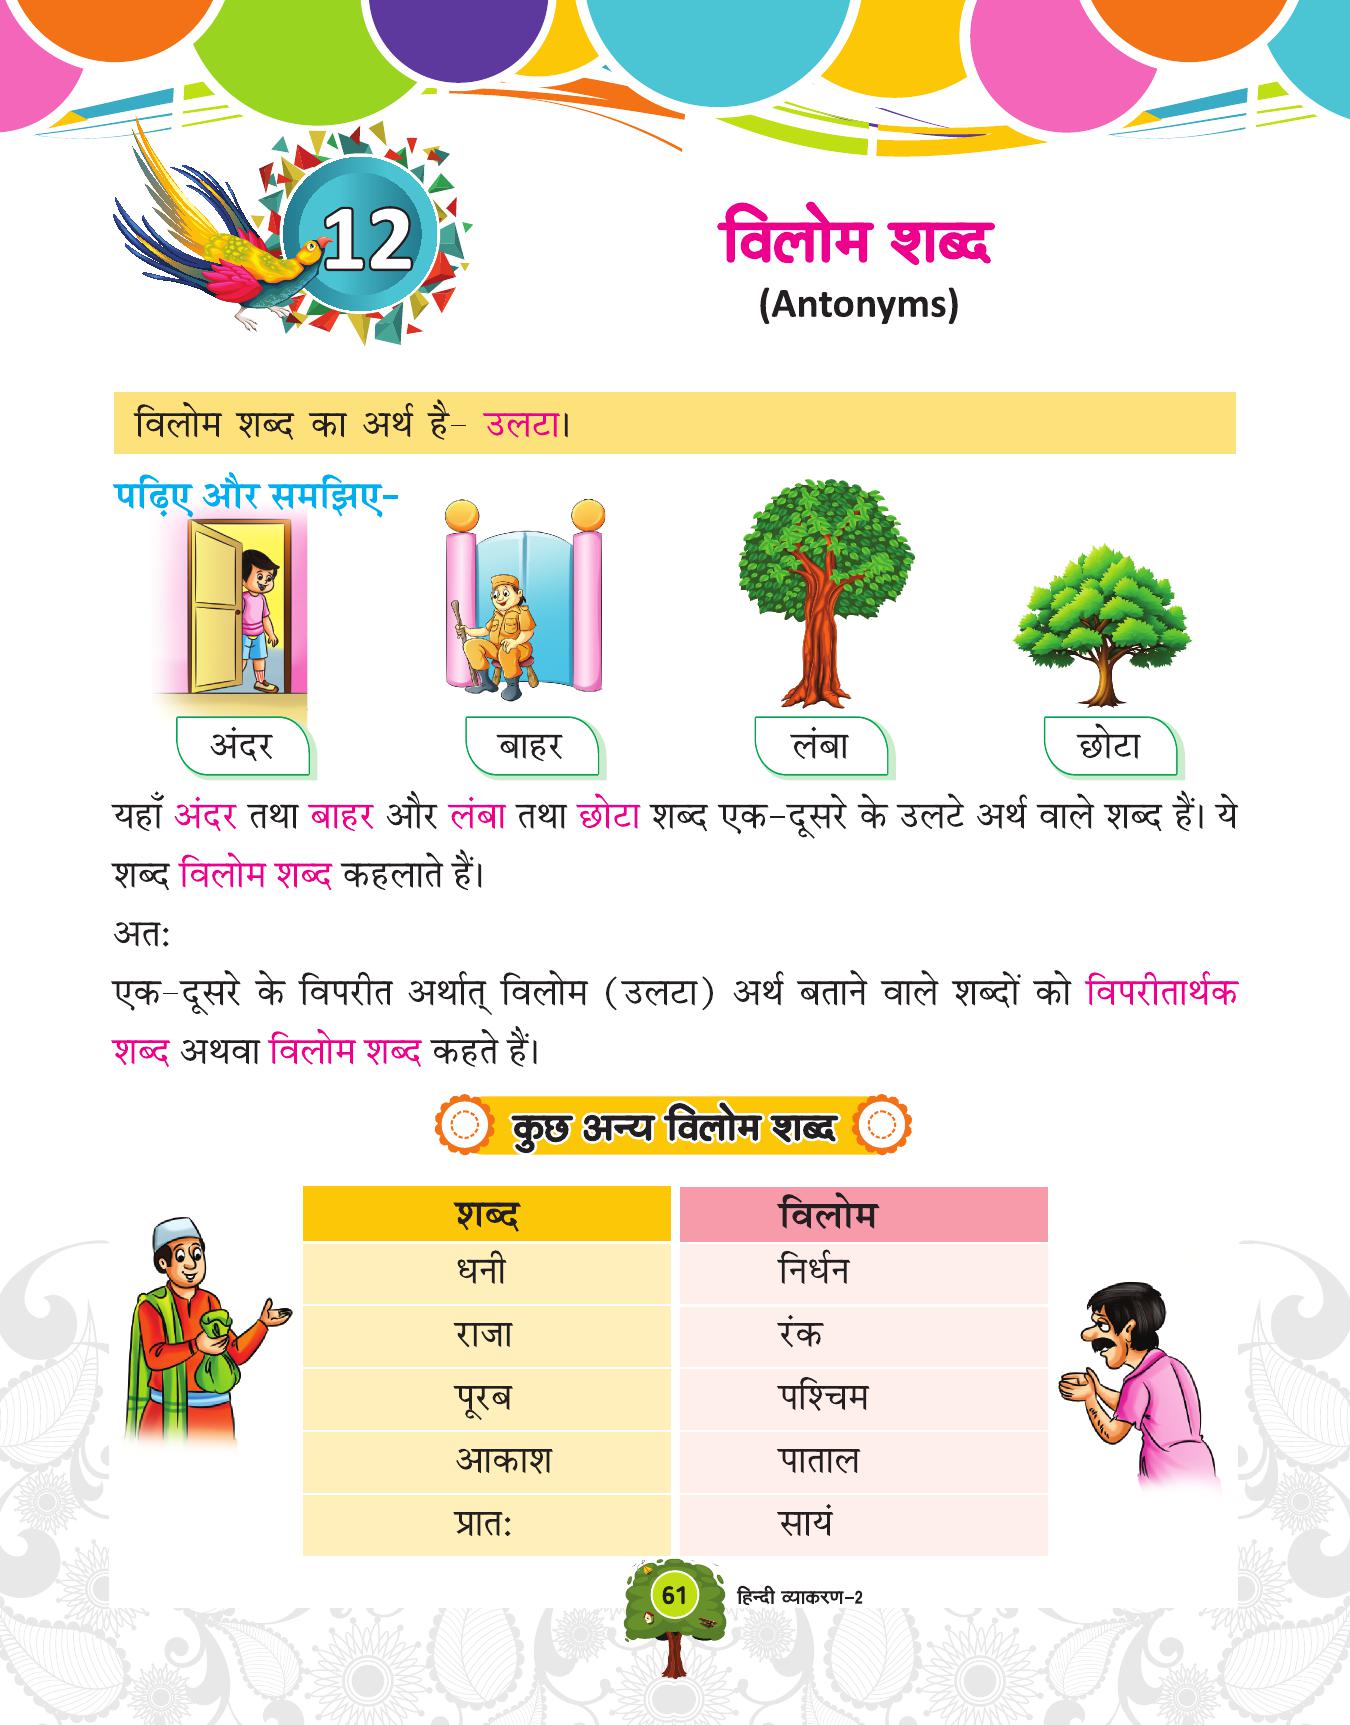 12
विलोम शब्द
(Antonyms)
विलोम शब्द का अर्थ है- उलटा।
पढ़िए और समझिए-
अंदर बाहर लंबा छोटा
यहाँ अंदर तथा बाहर और लंबा तथा छोटा शब्द एक-दूसरे के उलटे अर्थ वाले शब्द हैं। ये
शब्द विलोम शब्द कहलाते हैं।
अतः
एक-दूसरे के विपरीत अर्थात् विलोम (उलटा) अर्थ बताने वाले शब्दों को विपरीतार्थक
शब्द अथवा विलोम शब्द कहते हैं।
कुछ अन्य विलोम शब्द
शब्द विलोम
धनी निर्धन
राजा रंक
पूरब पश्चिम
आकाश पाताल
प्रातः सायं
61 हिन्दी व्याकरण-2